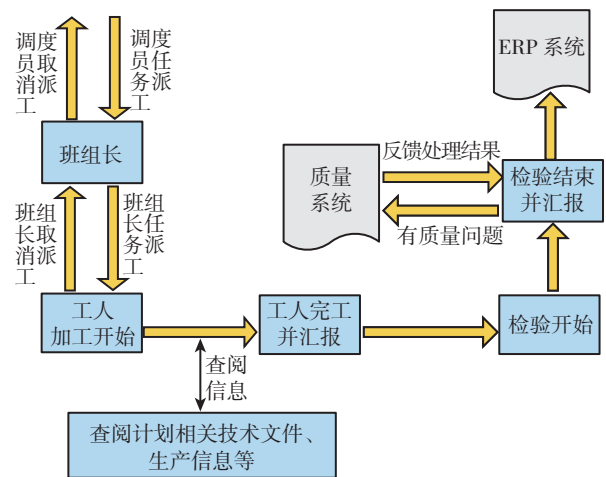 调度
员取
消派
工
调度
员任
务派
工
班组长
班组
长取
消派
工
班组
长任
务派
工
工人
加工开始
查阅
信息
查阅计划相关技术文件、
生产信息等
工人完工
并汇报
检验开始
检验结束
并汇报
反馈处理结果
有质量问题
质量
系统
ERP 系统